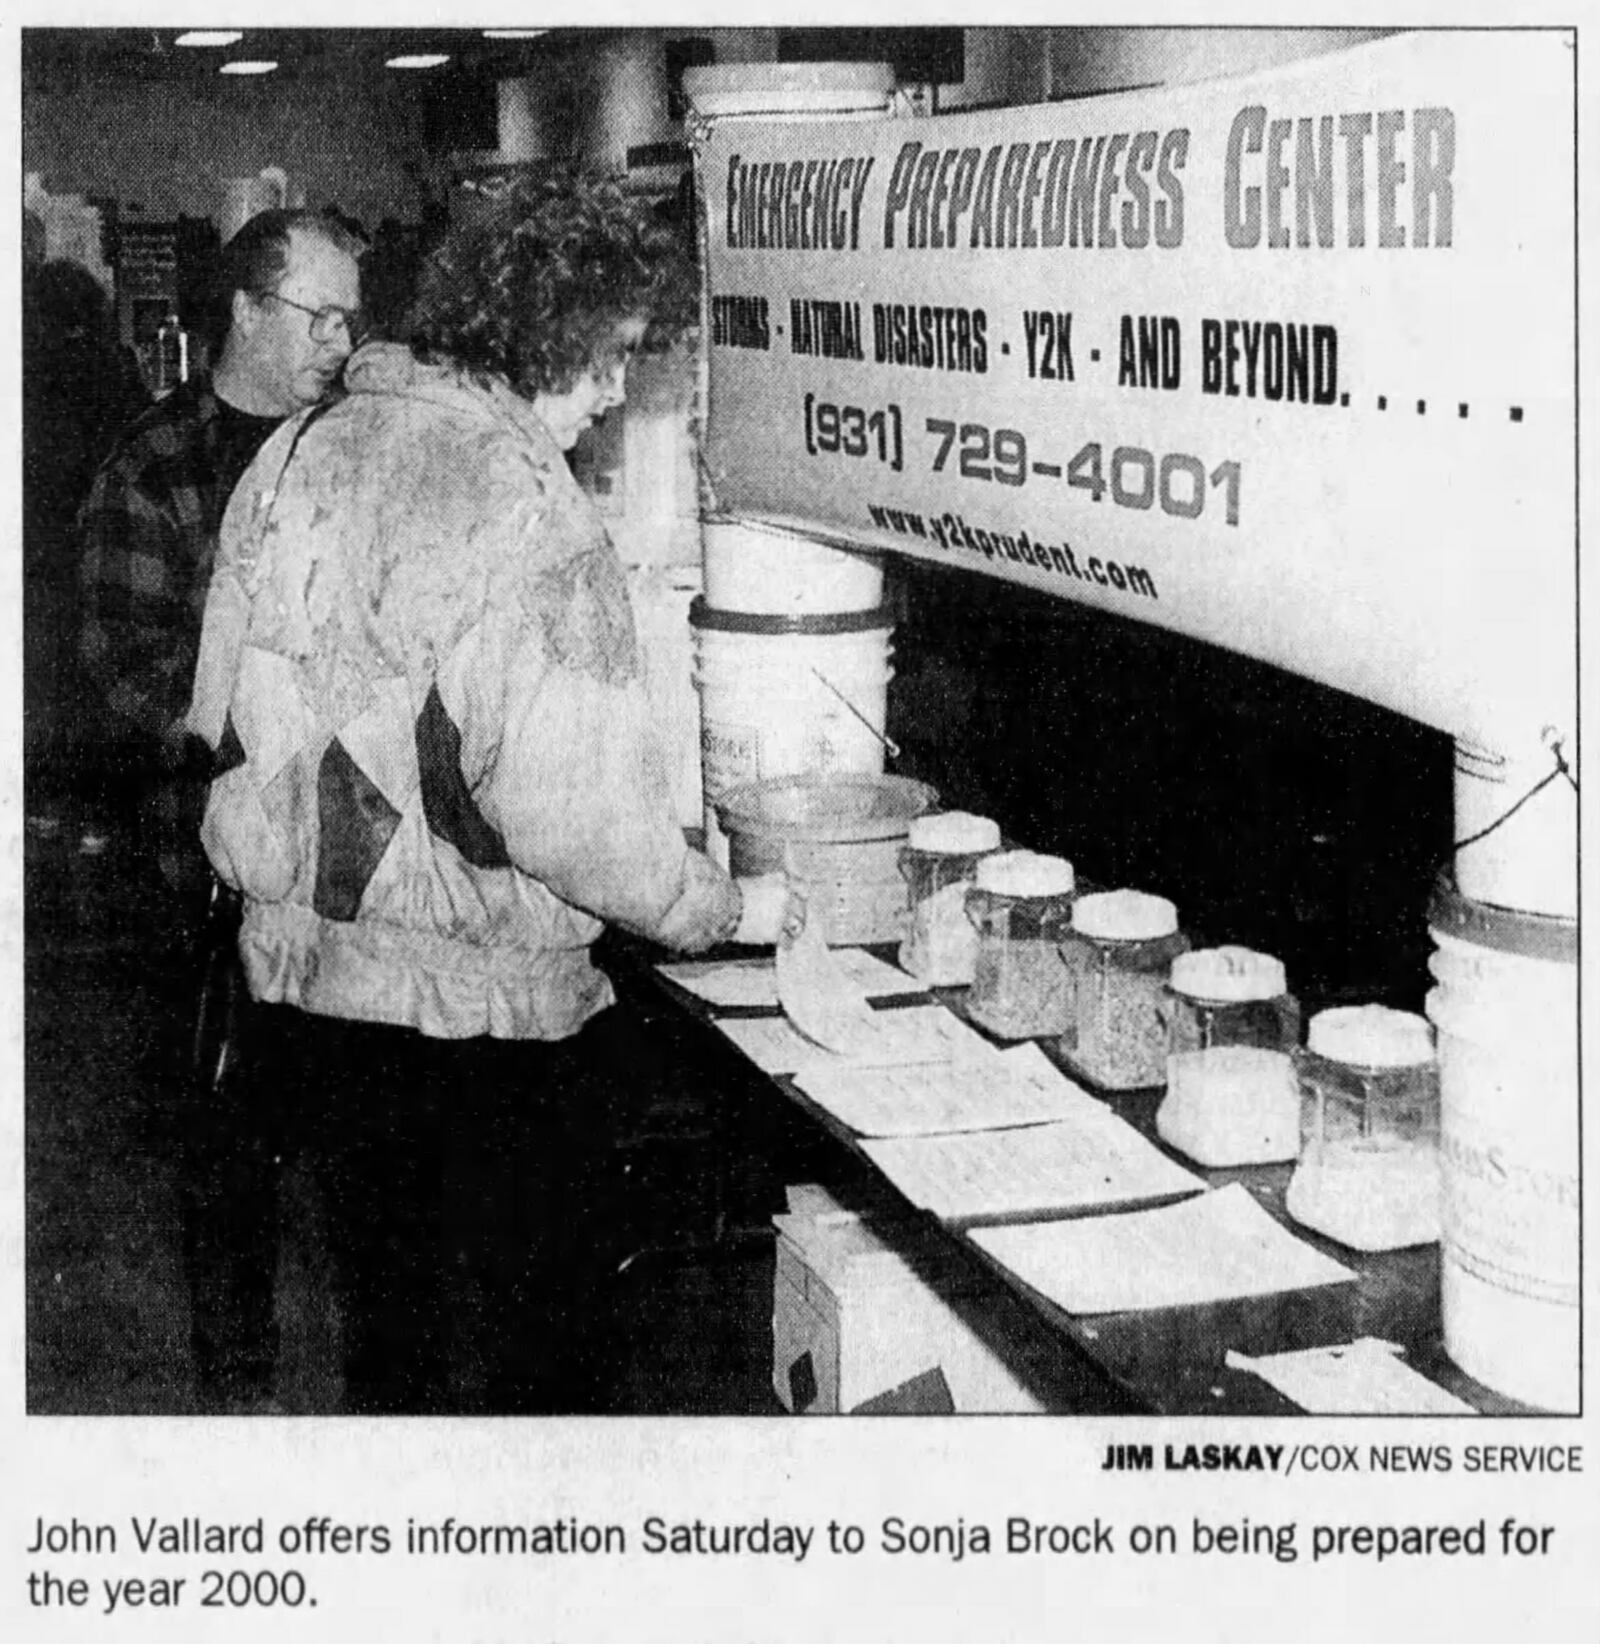 EMERGENCY PREPAREDNESS CENTER
STORMS - NATURAL DISASTERS - Y2K - AND BEYOND. . . . .
(931) 729-4001
www.y2kprudent.com
JIM LASKAY/COX NEWS SERVICE
John Vallard offers information Saturday to Sonja Brock on being prepared for
the year 2000.